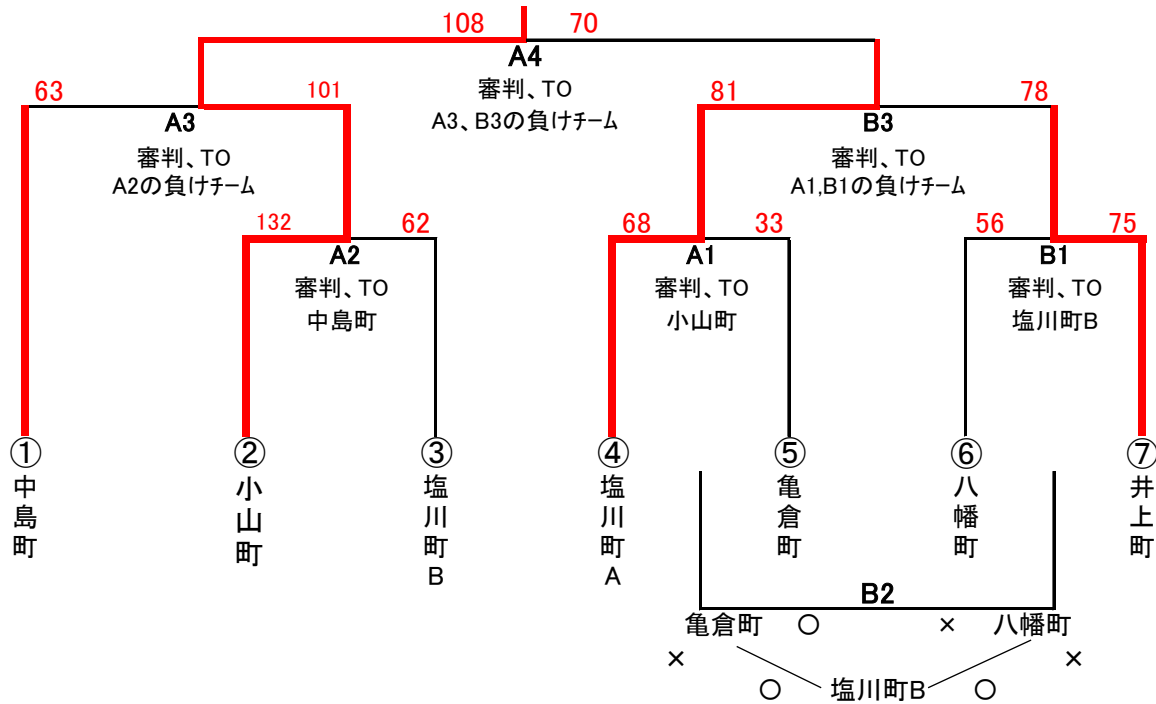 108 70
A4
審判、TO
A3、B3の負けチーム
63 101 81 78
A3 B3
審判、TO 審判、TO
A2の負けチーム A1,B1の負けチーム
132 62 68 33 56 75
A2 A1 B1
審判、TO 審判、TO 審判、TO
中島町 小山町 塩川町B
① ② ③ ④ ⑤ ⑥ ⑦
中島町 小山町 塩川町B 塩川町A 亀倉町 八幡町 井上町
B2
亀倉町 ○ × 八幡町
× ×
○ 塩川町B ○